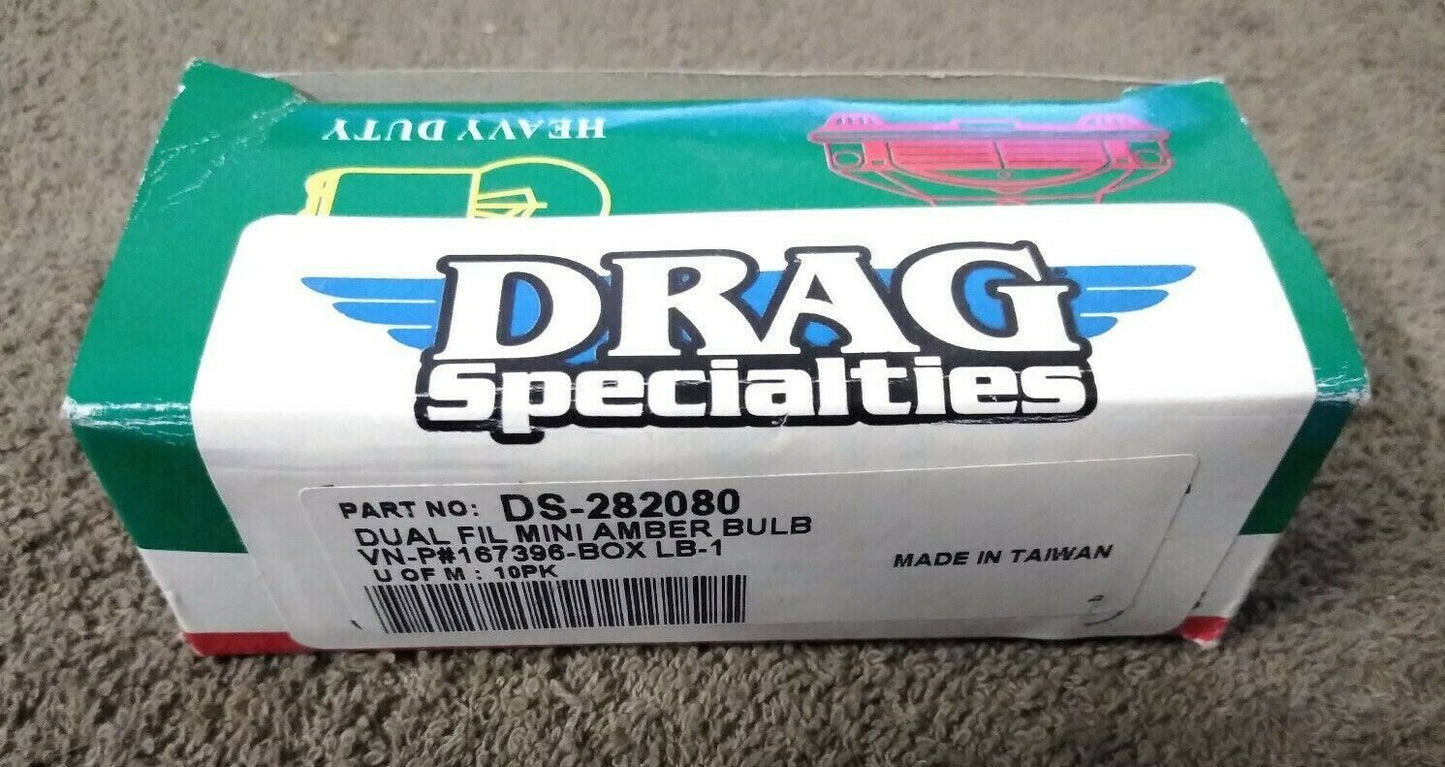 HEAVY DUTY
DRAG
Specialties
PART NO: DS-282080
DUAL FIL MINI AMBER BULB
VN-P#167396-BOX LB-1
U OF M : 10PK
MADE IN TAIWAN